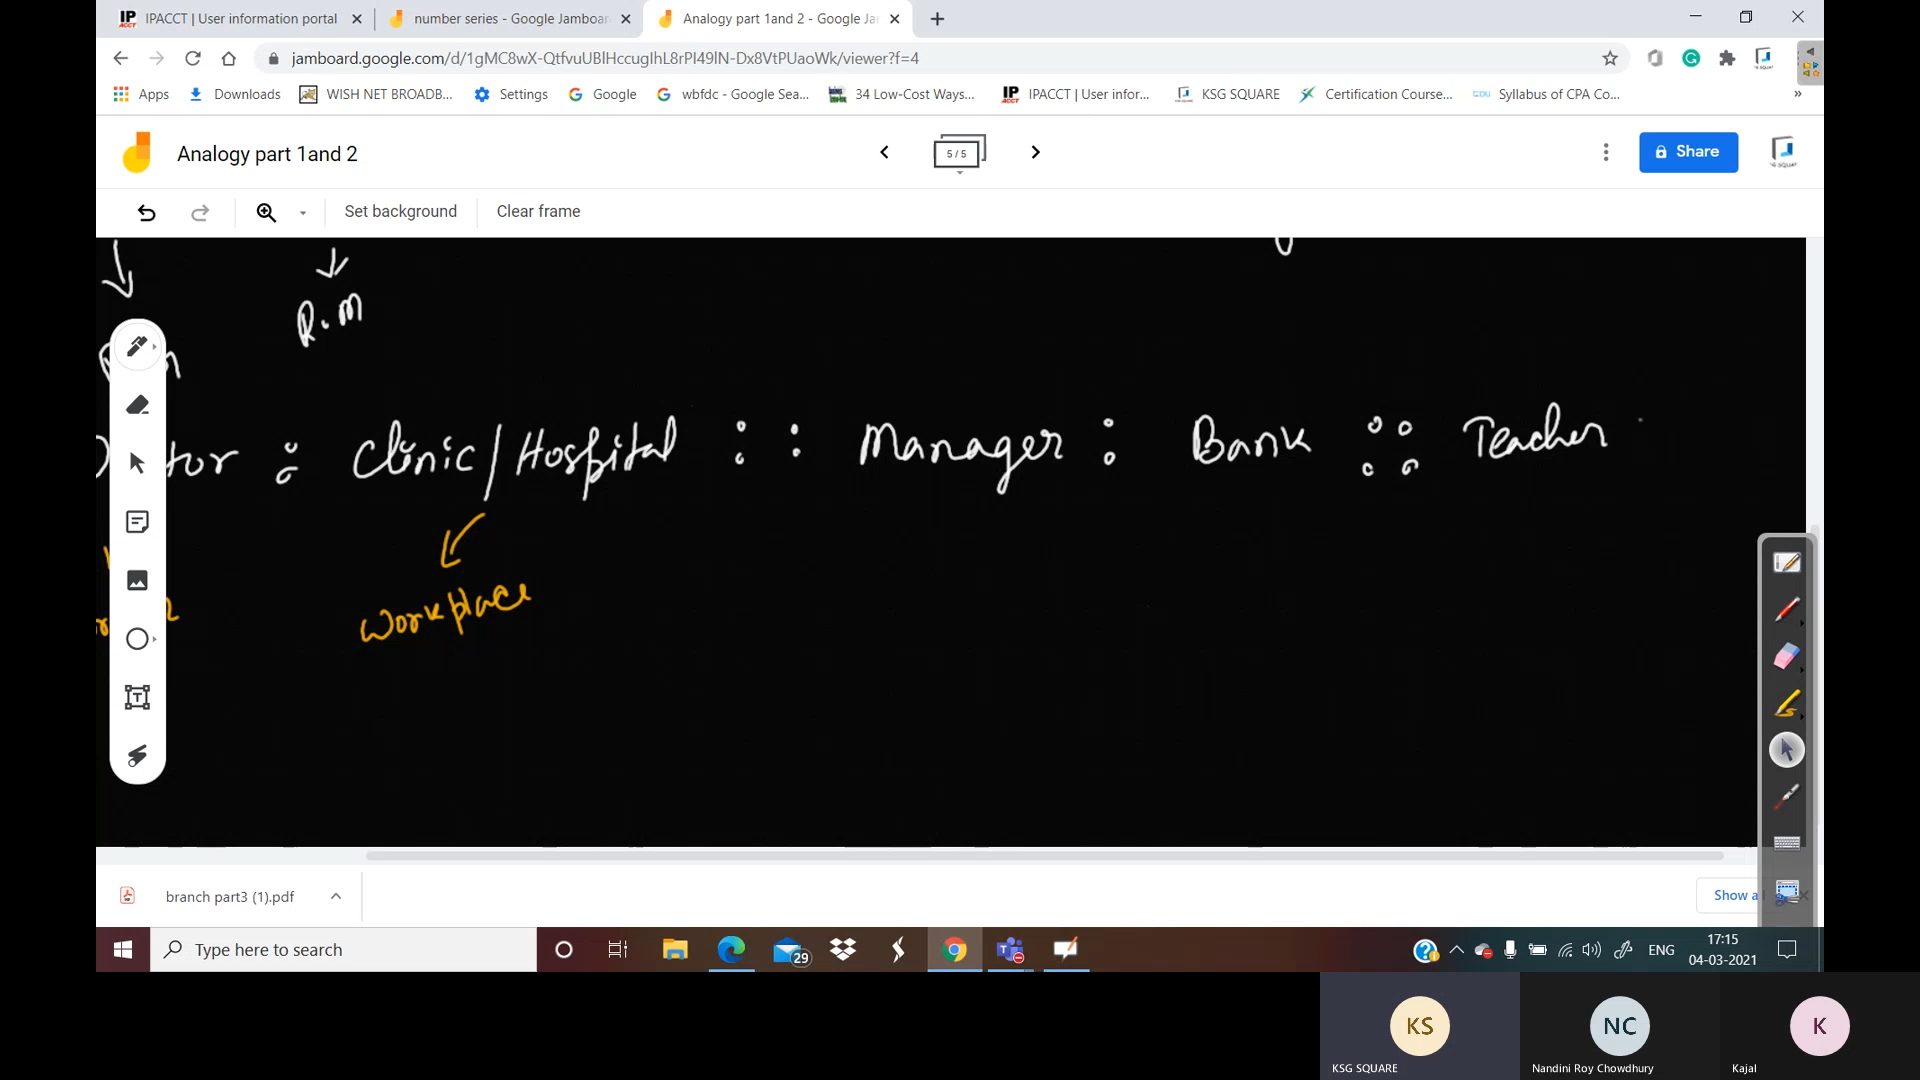 IPACCT | User information portal
number series - Google Jamboar
Analogy part 1and 2 - Google Ja
jamboard.google.com/d/1gMC8wX-QtfvuUBlHccugIhL8rPI49lN-Dx8VtPUaoWk/viewer?f=4
Apps
Downloads
WISH NET BROADB...
Settings
Google
wbfdc - Google Sea...
34 Low-Cost Ways...
IPACCT | User infor...
KSG SQUARE
Certification Course...
Syllabus of CPA Co...
»
Analogy part 1and 2
5 / 5
Share
Set background
Clear frame
R.M
tor : Clinic/Hospital :: Manager : Bank :: Teacher
workplace
branch part3 (1).pdf
Show a
Type here to search
29
ENG
17:15
04-03-2021
KS
NC
K
KSG SQUARE
Nandini Roy Chowdhury
Kajal